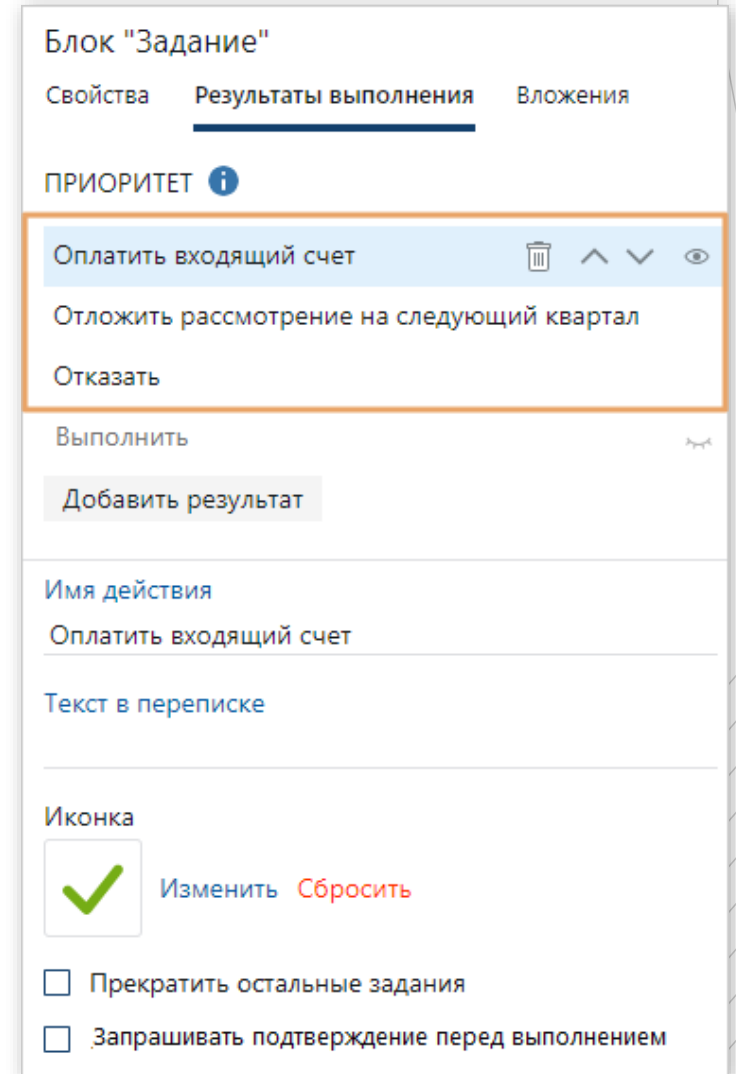 Блок "Задание"
Свойства Результаты выполнения Вложения
ПРИОРИТЕТ i
Оплатить входящий счет
Отложить рассмотрение на следующий квартал
Отказать
Выполнить
Добавить результат
Имя действия
Оплатить входящий счет
Текст в переписке
Иконка
Изменить Сбросить
Прекратить остальные задания
Запрашивать подтверждение перед выполнением